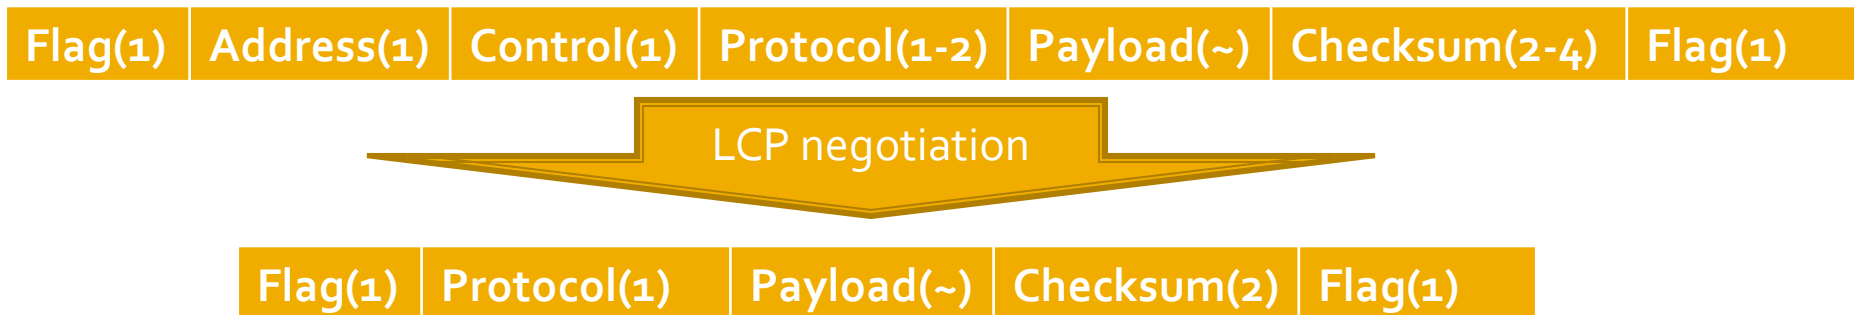 Flag(1) Address(1) Control(1) Protocol(1-2) Payload(~) Checksum(2-4) Flag(1)
LCP negotiation
Flag(1) Protocol(1) Payload(~) Checksum(2) Flag(1)